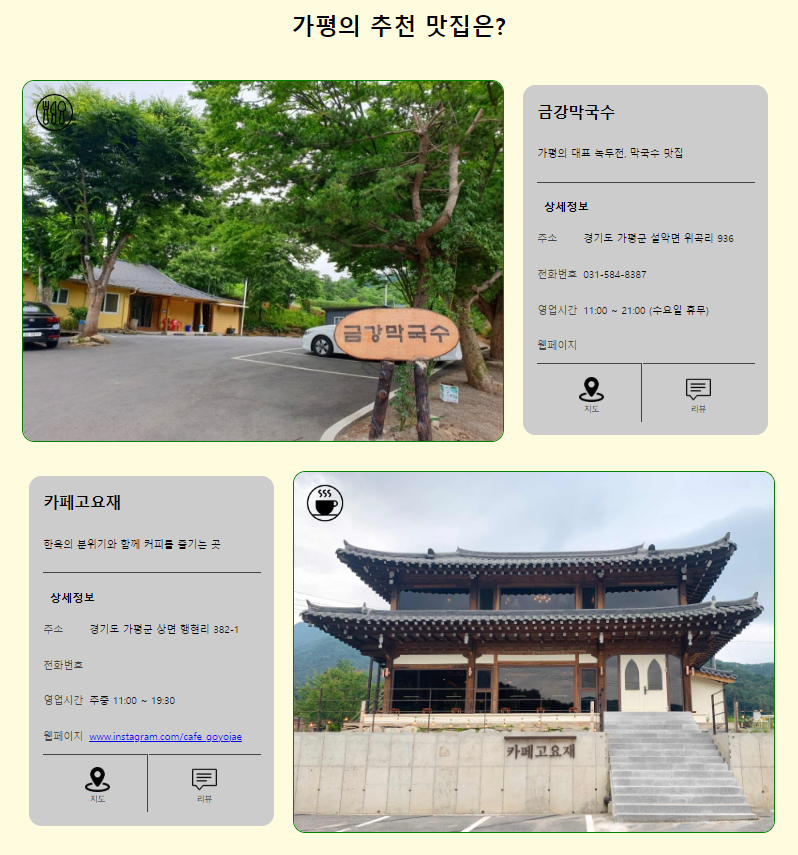 가평의 추천 맛집은?
금강막국수
금강막국수
가평의 대표 녹두전, 막국수 맛집
상세정보
주소 경기도 가평군 설악면 위곡리 936
전화번호 031-584-8387
영업시간 11:00 ~ 21:00 (수요일 휴무)
웹페이지
지도 리뷰
카페고요재
한옥의 분위기와 함께 커피를 즐기는 곳
상세정보
주소 경기도 가평군 상면 행현리 382-1
전화번호
영업시간 주중 11:00 ~ 19:30
웹페이지 www.instagram.com/cafe_goyojae
지도 리뷰
카페고요재